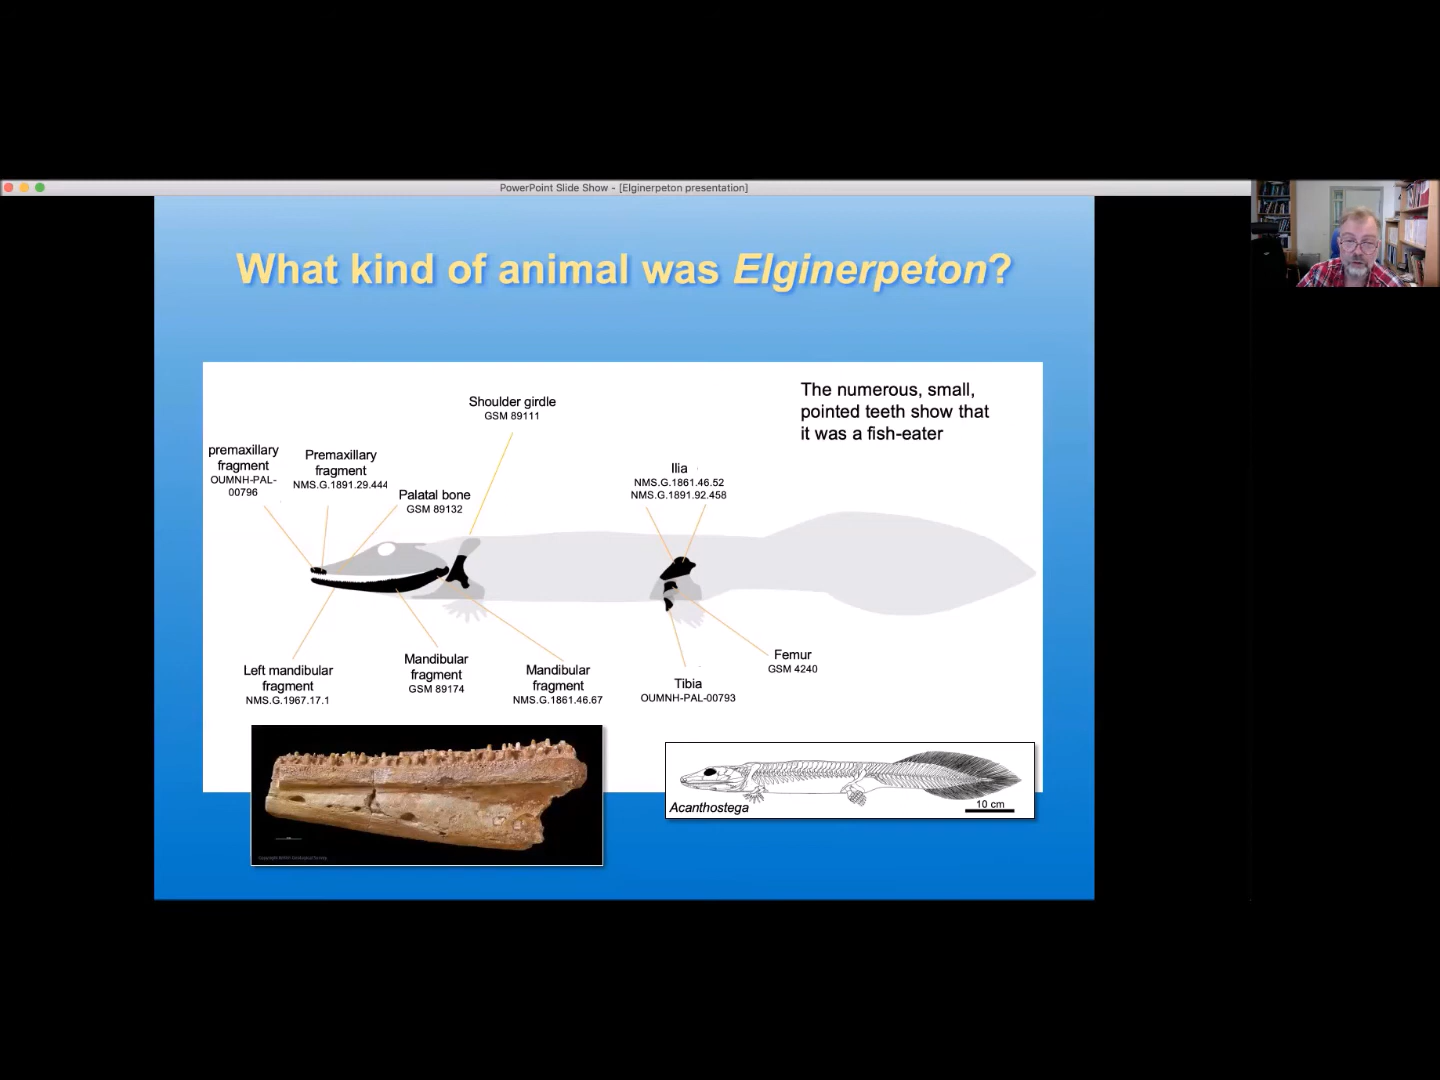 PowerPoint Slide Show - [Elginerpeton presentation]
What kind of animal was Elginerpeton?
The numerous, small,
pointed teeth show that
it was a fish-eater
Shoulder girdle
GSM 89111
premaxillary
fragment
OUMNH-PAL-
00796
Premaxillary
fragment
NMS.G.1891.29.444
Palatal bone
GSM 89132
Ilia
NMS.G.1861.46.52
NMS.G.1891.92.458
Left mandibular
fragment
NMS.G.1967.17.1
Mandibular
fragment
GSM 89174
Mandibular
fragment
NMS.G.1861.46.67
Tibia
OUMNH-PAL-00793
Femur
GSM 4240
Acanthostega
10 cm